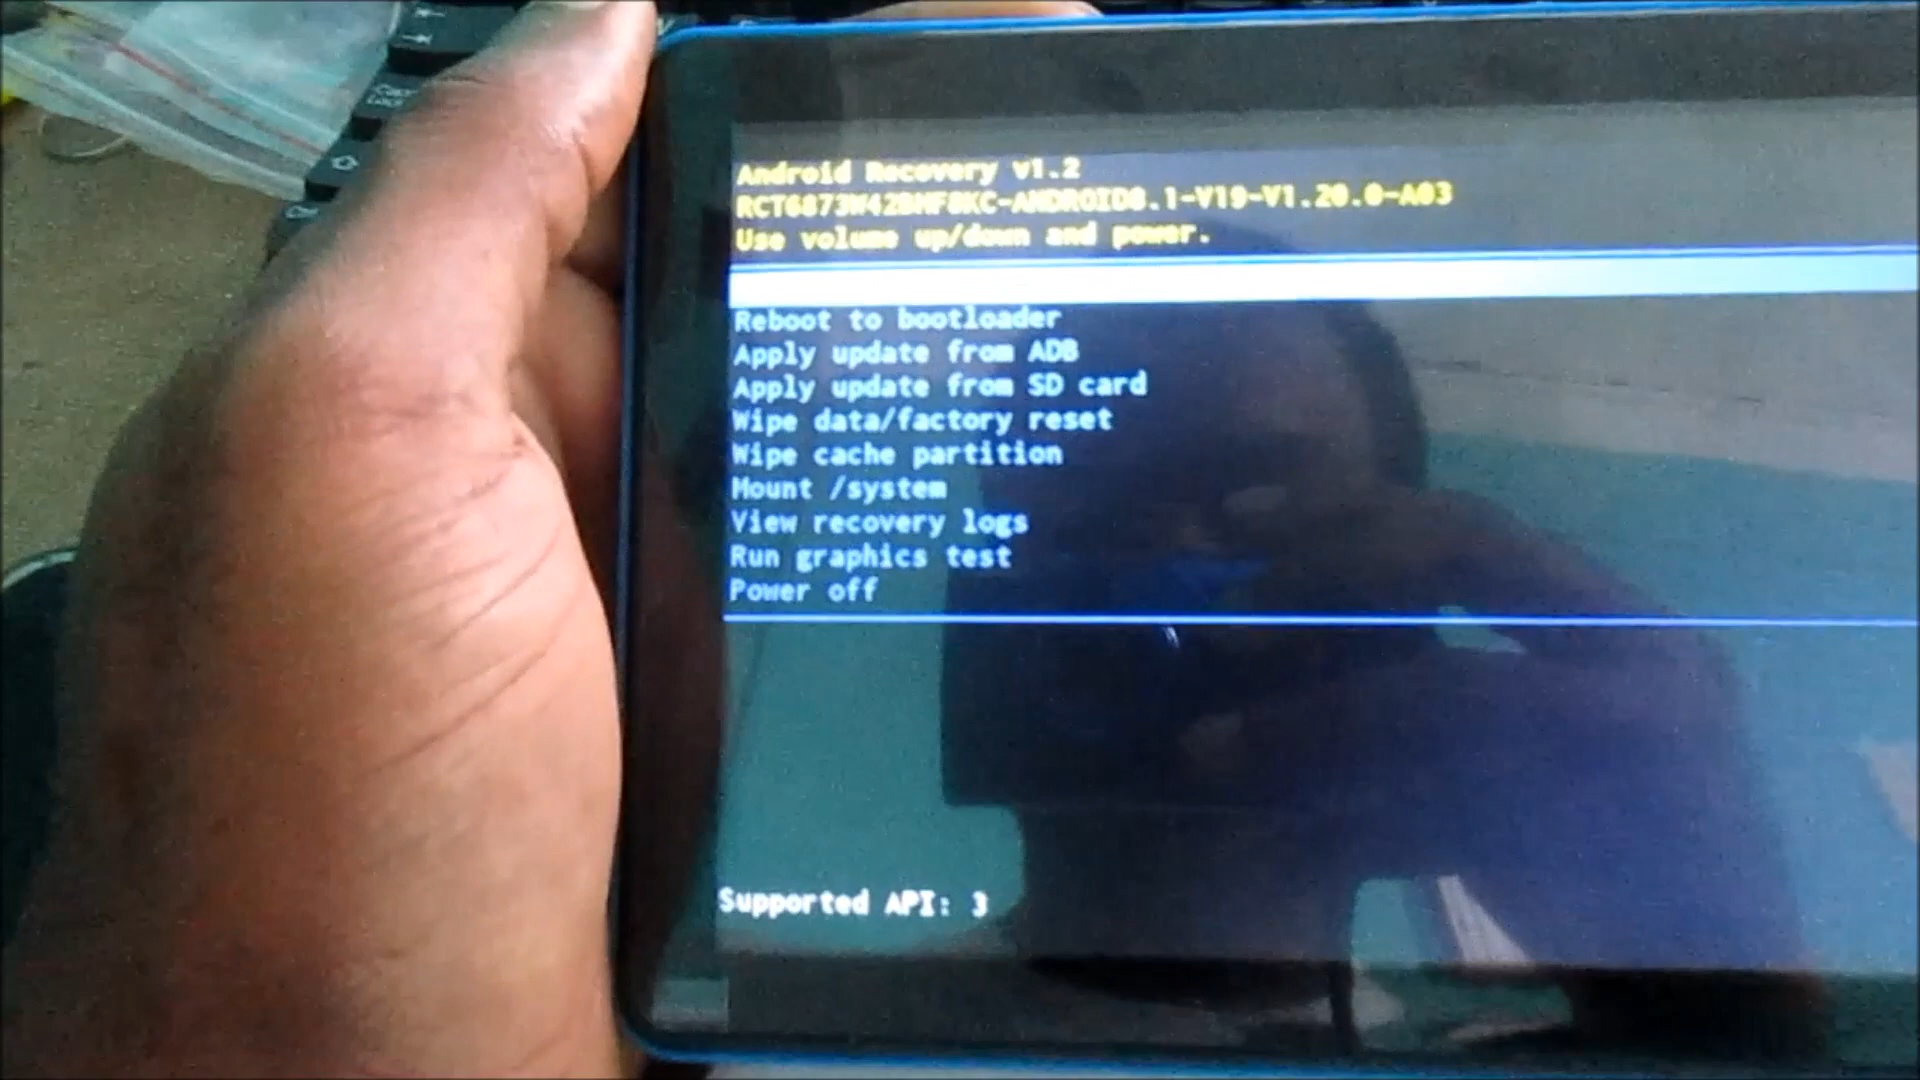 Caps
Lock
Android Recovery v1.2
RCT6873W42BMF8KC-ANDROID8.1-V19-V1.20.0-A03
Use volume up/down and power.
Reboot to bootloader
Apply update from ADB
Apply update from SD card
Wipe data/factory reset
Wipe cache partition
Mount /system
View recovery logs
Run graphics test
Power off
Supported API: 3